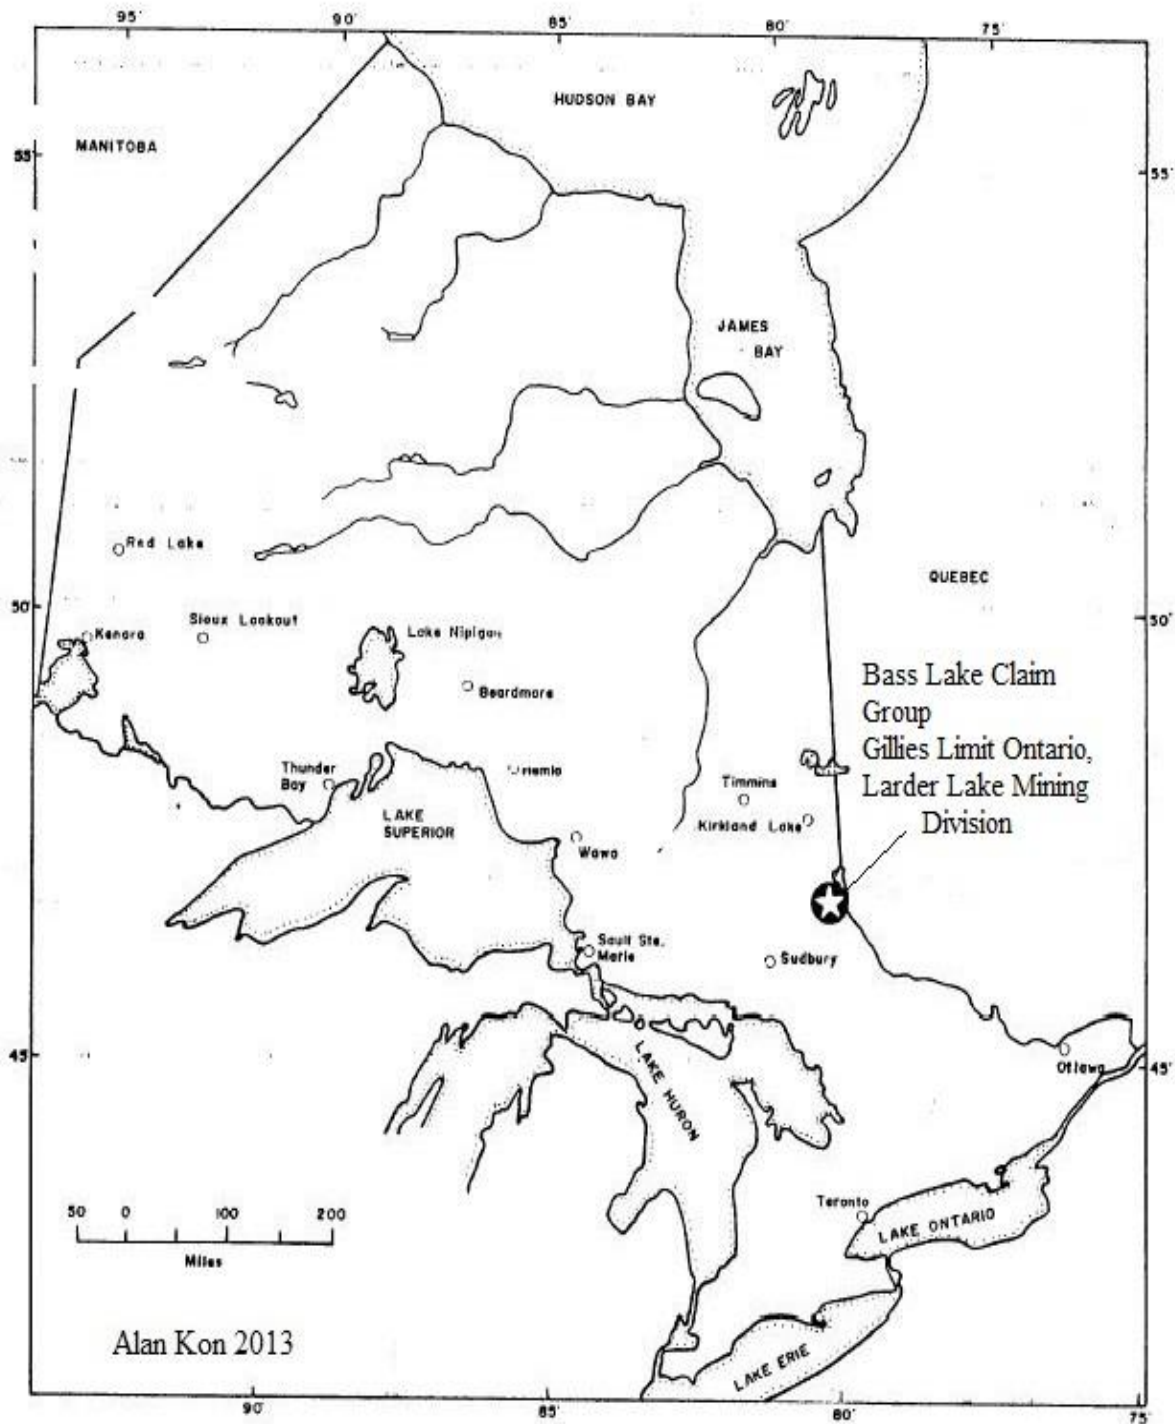 95°
90°
85°
80°
75°
HUDSON BAY
MANITOBA
55°
55°
JAMES
BAY
Red Lake
QUEBEC
50°
50°
Sioux Lookout
Kenora
Lake Nipigon
Beardmore
Bass Lake Claim
Group
Gillies Limit Ontario,
Larder Lake Mining
Division
Thunder
Bay
Hemlo
Timmins
LAKE
SUPERIOR
Kirkland Lake
Wawa
Sault Ste.
Marie
Sudbury
45°
45°
Ottawa
LAKE HURON
Toronto
LAKE ONTARIO
50 0 100 200
Miles
Alan Kon 2013
LAKE ERIE
90°
85°
80°
75°